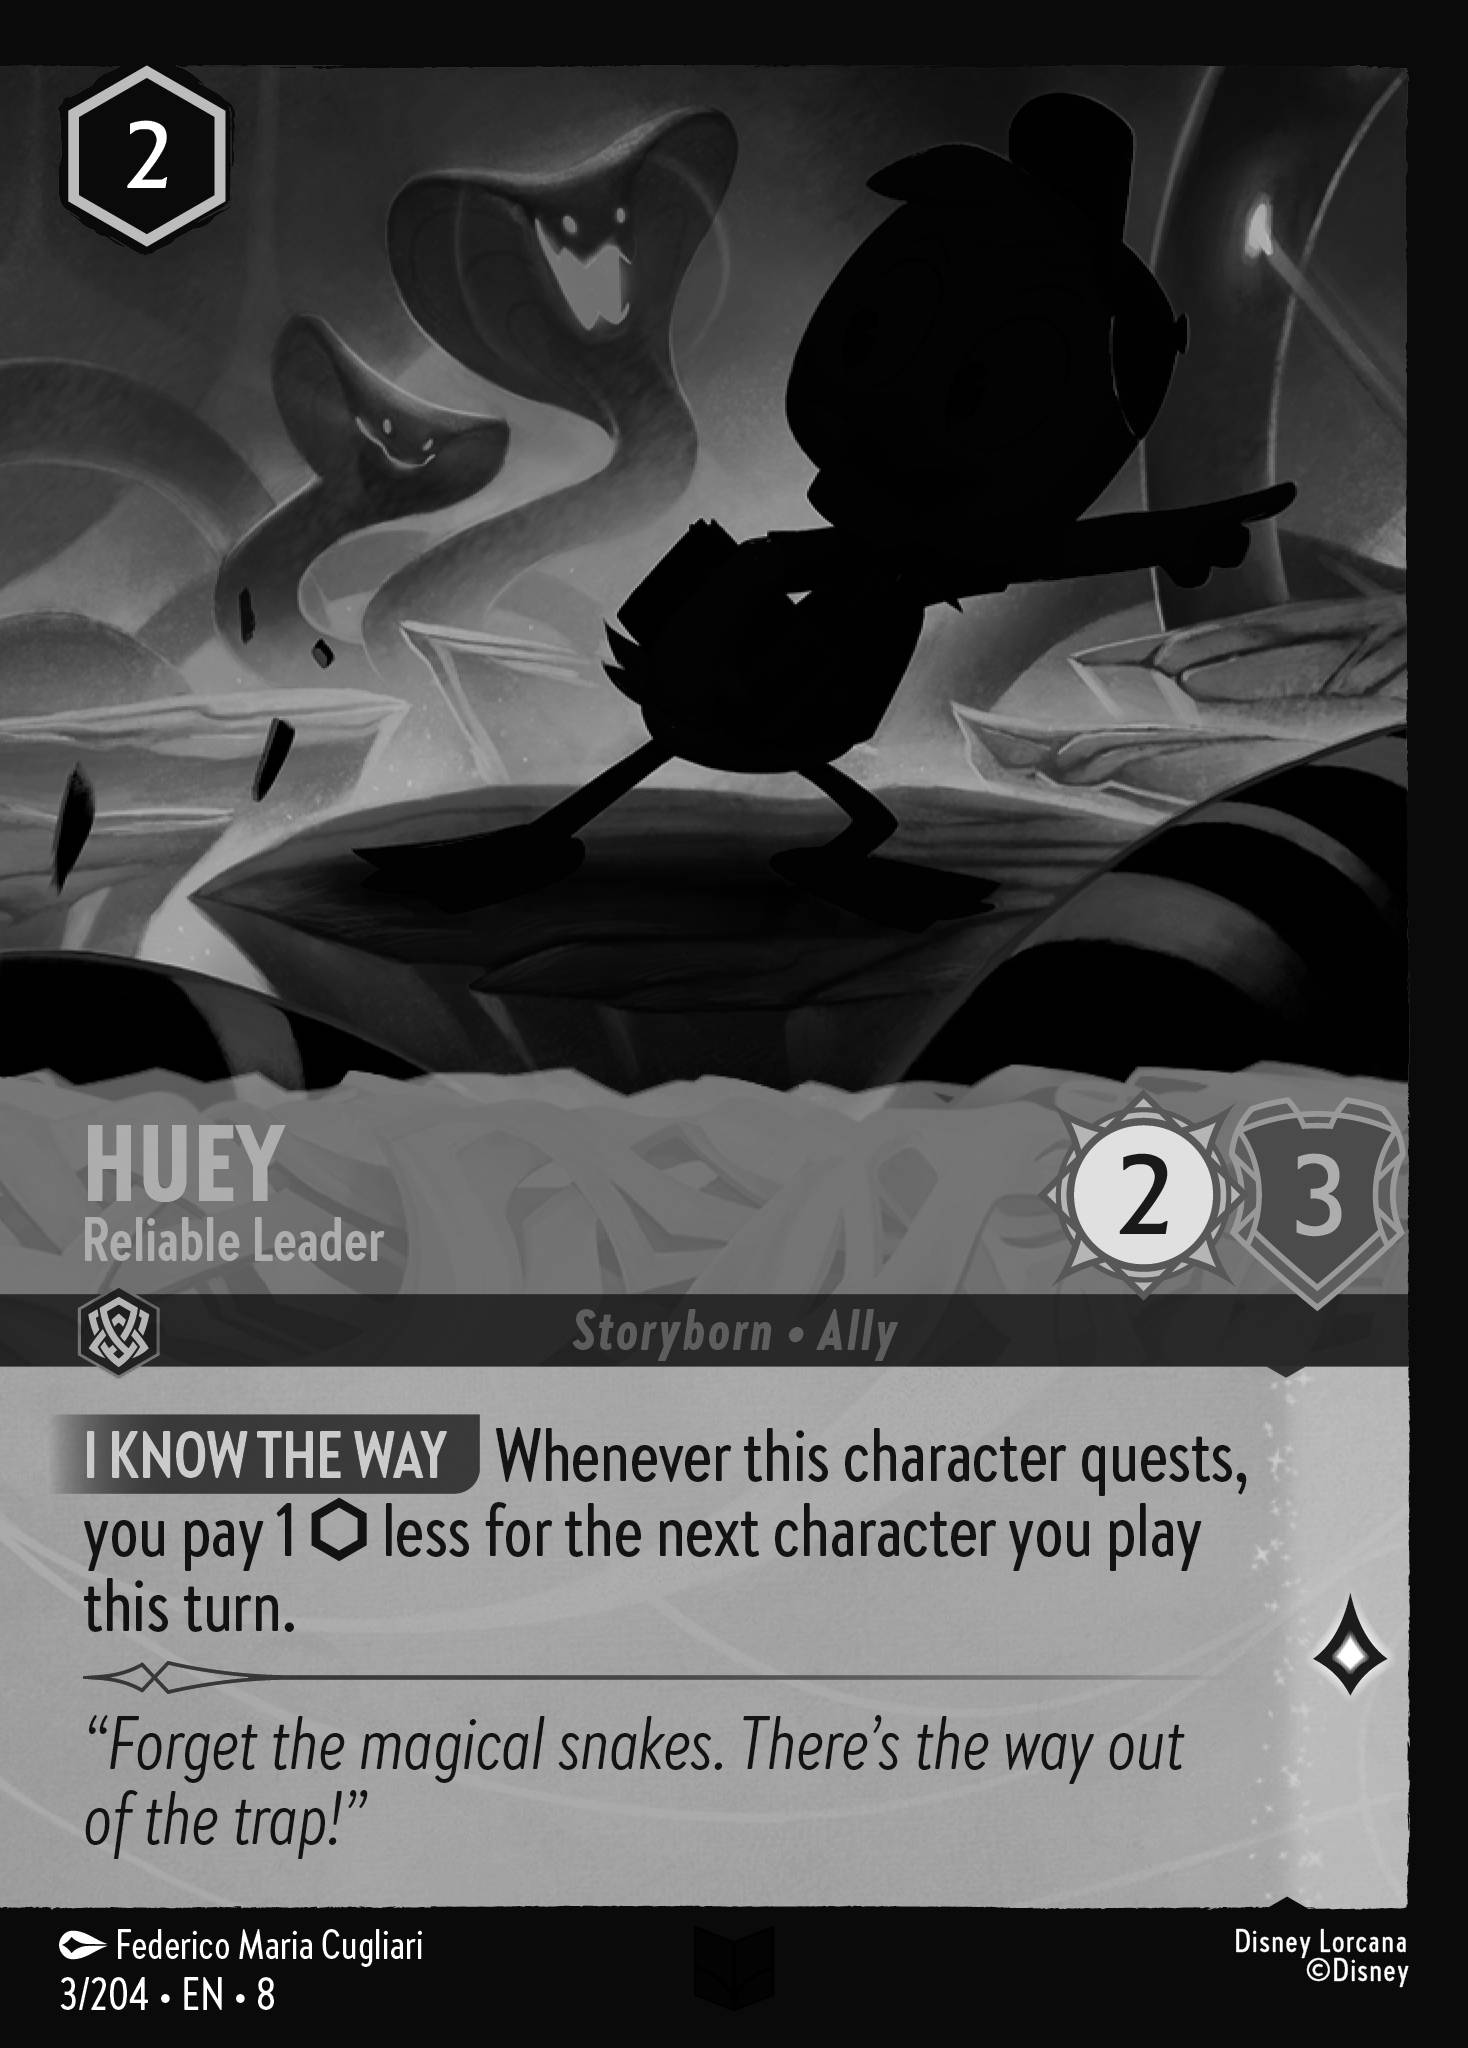 2
HUEY
Reliable Leader
2
3
Storyborn • Ally
I KNOW THE WAY Whenever this character quests,
you pay 1 ⬡ less for the next character you play
this turn.
“Forget the magical snakes. There’s the way out
of the trap!”
Federico Maria Cugliari
3/204 • EN • 8
Disney Lorcana
©Disney